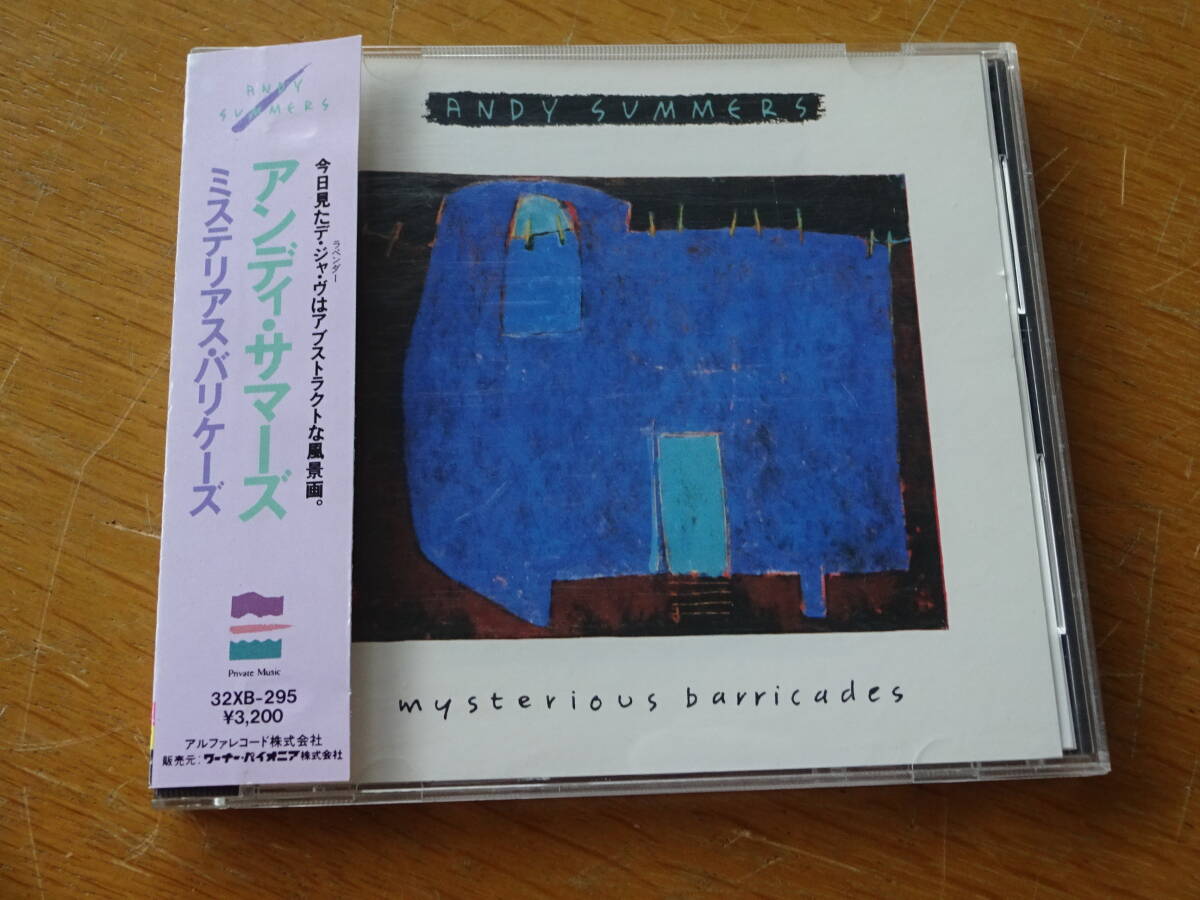 ANDY
SUMMERS
今日見たデ・ジャ・ヴはアブストラクトな風景画。
ラベンダー
アンディ・サマーズ
ミステリアス・バリケーズ
Private Music
32XB-295
¥3,200
アルファレコード株式会社
販売元:ワーナー・パイオニア株式会社
ANDY SUMMERS
mysterious barricades